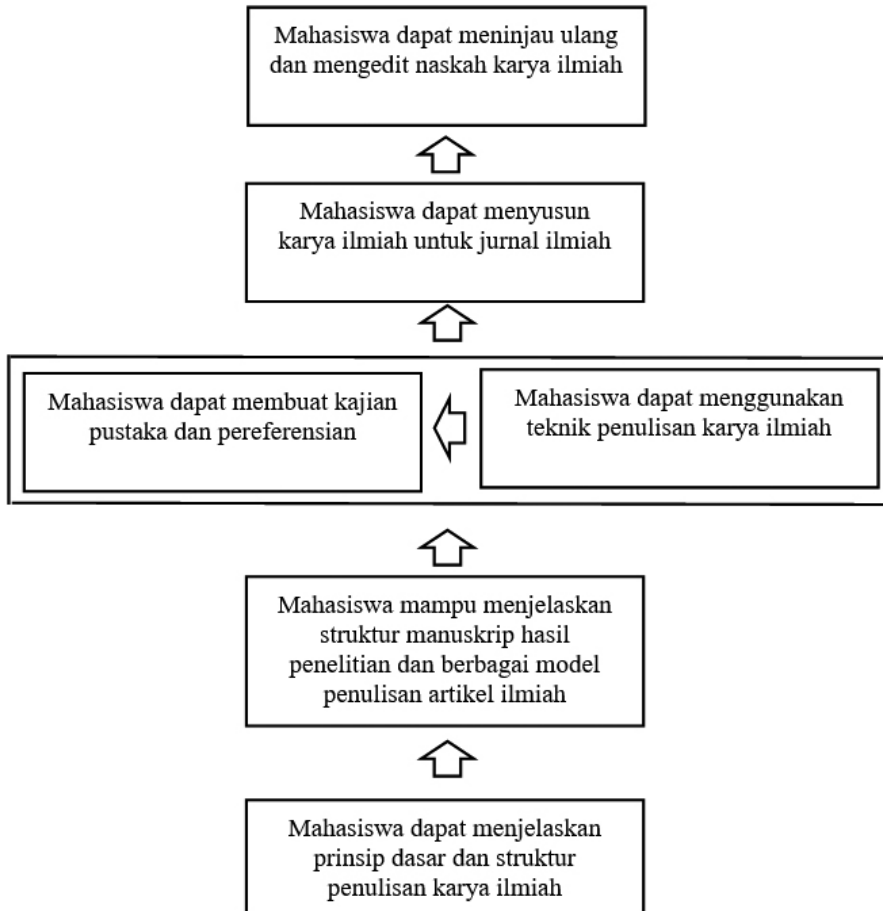 Mahasiswa dapat meninjau ulang
dan mengedit naskah karya ilmiah
Mahasiswa dapat menyusun
karya ilmiah untuk jurnal ilmiah
Mahasiswa dapat membuat kajian
pustaka dan pereferensian
Mahasiswa dapat menggunakan
teknik penulisan karya ilmiah
Mahasiswa mampu menjelaskan
struktur manuskrip hasil
penelitian dan berbagai model
penulisan artikel ilmiah
Mahasiswa dapat menjelaskan
prinsip dasar dan struktur
penulisan karya ilmiah